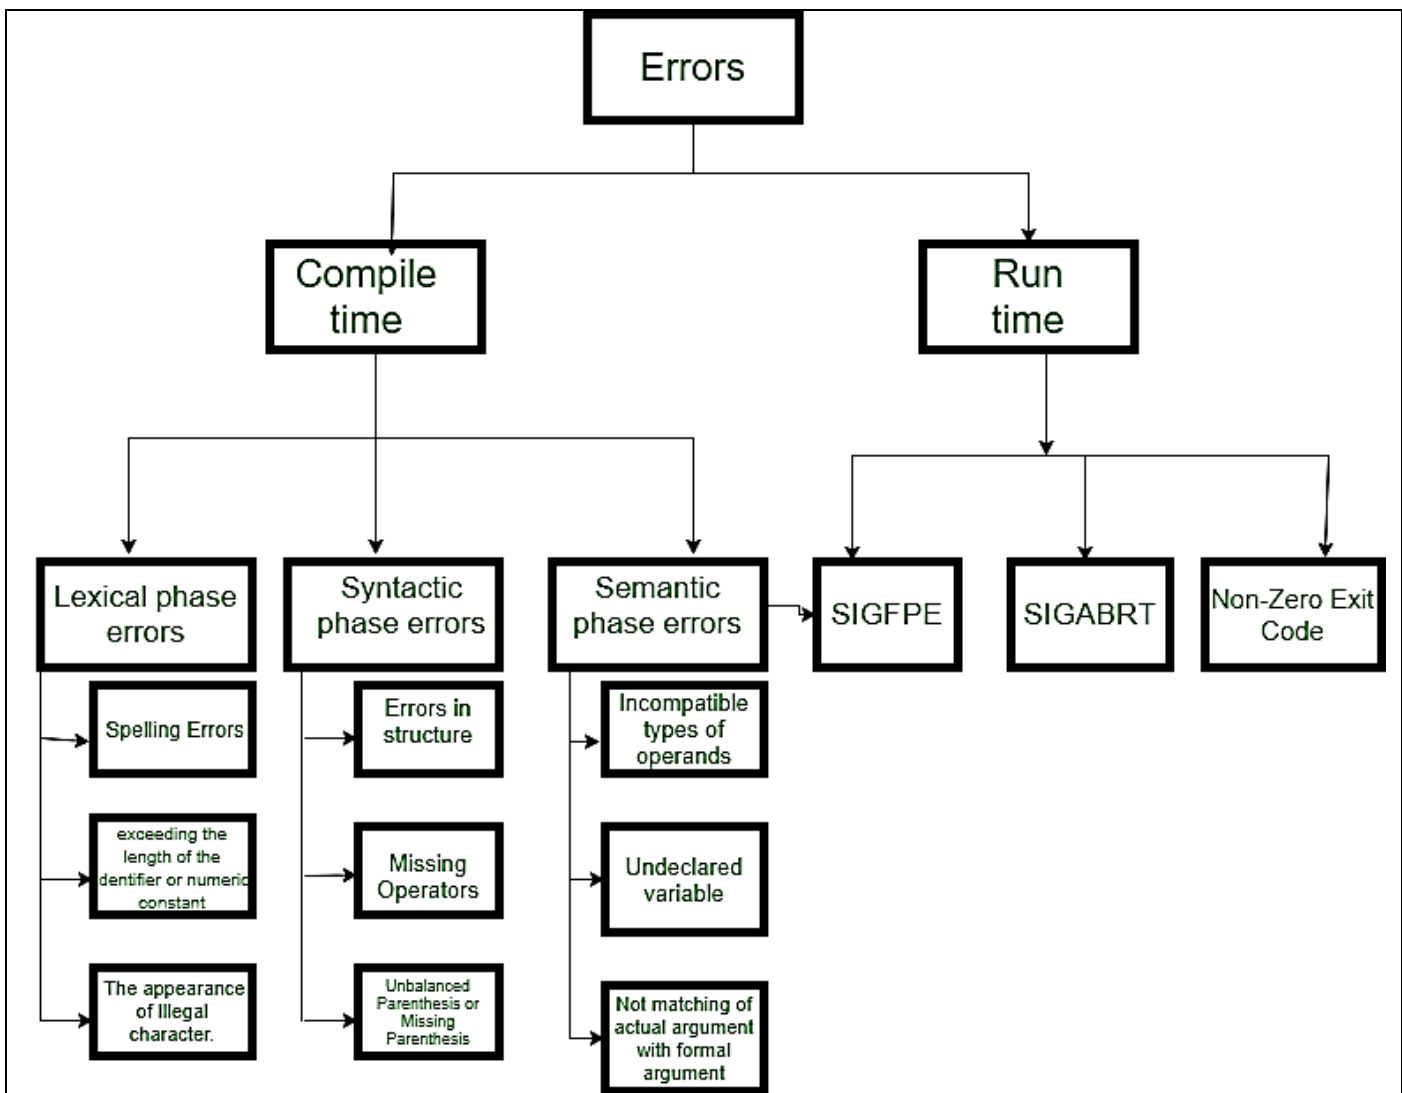 Errors
Compile
time
Run
time
Lexical phase
errors
Syntactic
phase errors
Semantic
phase errors
SIGFPE
SIGABRT
Non-Zero Exit
Code
Spelling Errors
exceeding the
length of the
dentifier or numeric
constant
The appearance
of Illegal
character.
Errors in
structure
Missing
Operators
Unbalanced
Parenthesis or
Missing
Parenthesis
Incompatible
types of
operands
Undeclared
variable
Not matching of
actual argument
with formal
argument